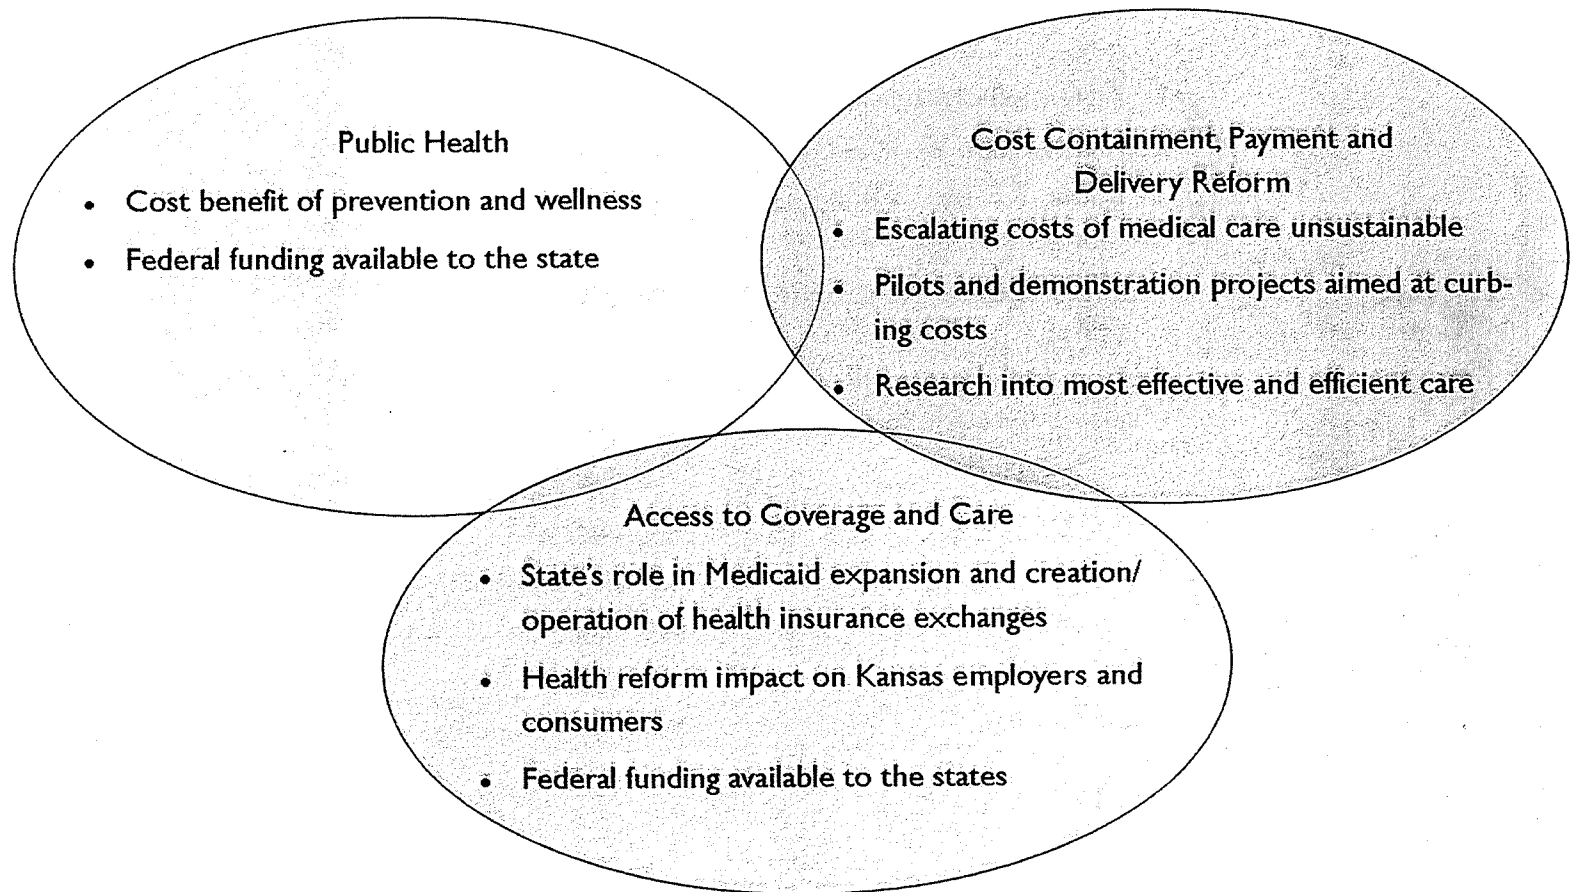 Public Health
• Cost benefit of prevention and wellness
• Federal funding available to the state
Cost Containment, Payment and
Delivery Reform
• Escalating costs of medical care unsustainable
• Pilots and demonstration projects aimed at curb-
ing costs
• Research into most effective and efficient care
Access to Coverage and Care
• State's role in Medicaid expansion and creation/
operation of health insurance exchanges
• Health reform impact on Kansas employers and
consumers
• Federal funding available to the states